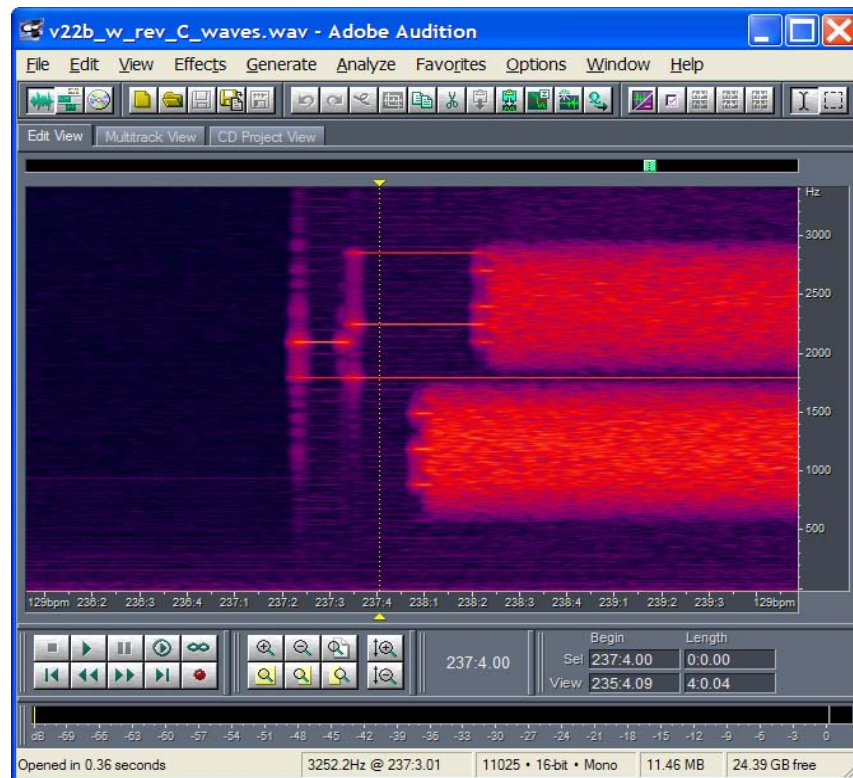 v22b_w_rev_C_waves.wav - Adobe Audition
File Edit View Effects Generate Analyze Favorites Options Window Help
Edit View Multitrack View CD Project View
Hz
3000
2500
2000
1500
1000
500
129bpm 236:2 236:3 236:4 237:1 237:2 237:3 237:4 238:1 238:2 238:3 238:4 239:1 239:2 239:3 129bpm
Begin Length
237:4.00
Sel 237:4.00 0:0.00
View 235:4.09 4:0.04
dB -69 -66 -63 -60 -57 -54 -51 -48 -45 -42 -39 -36 -33 -30 -27 -24 -21 -18 -15 -12 -9 -6 -3 0
Opened in 0.36 seconds 3252.2Hz @ 237:3.01 11025 • 16-bit • Mono 11.46 MB 24.39 GB free